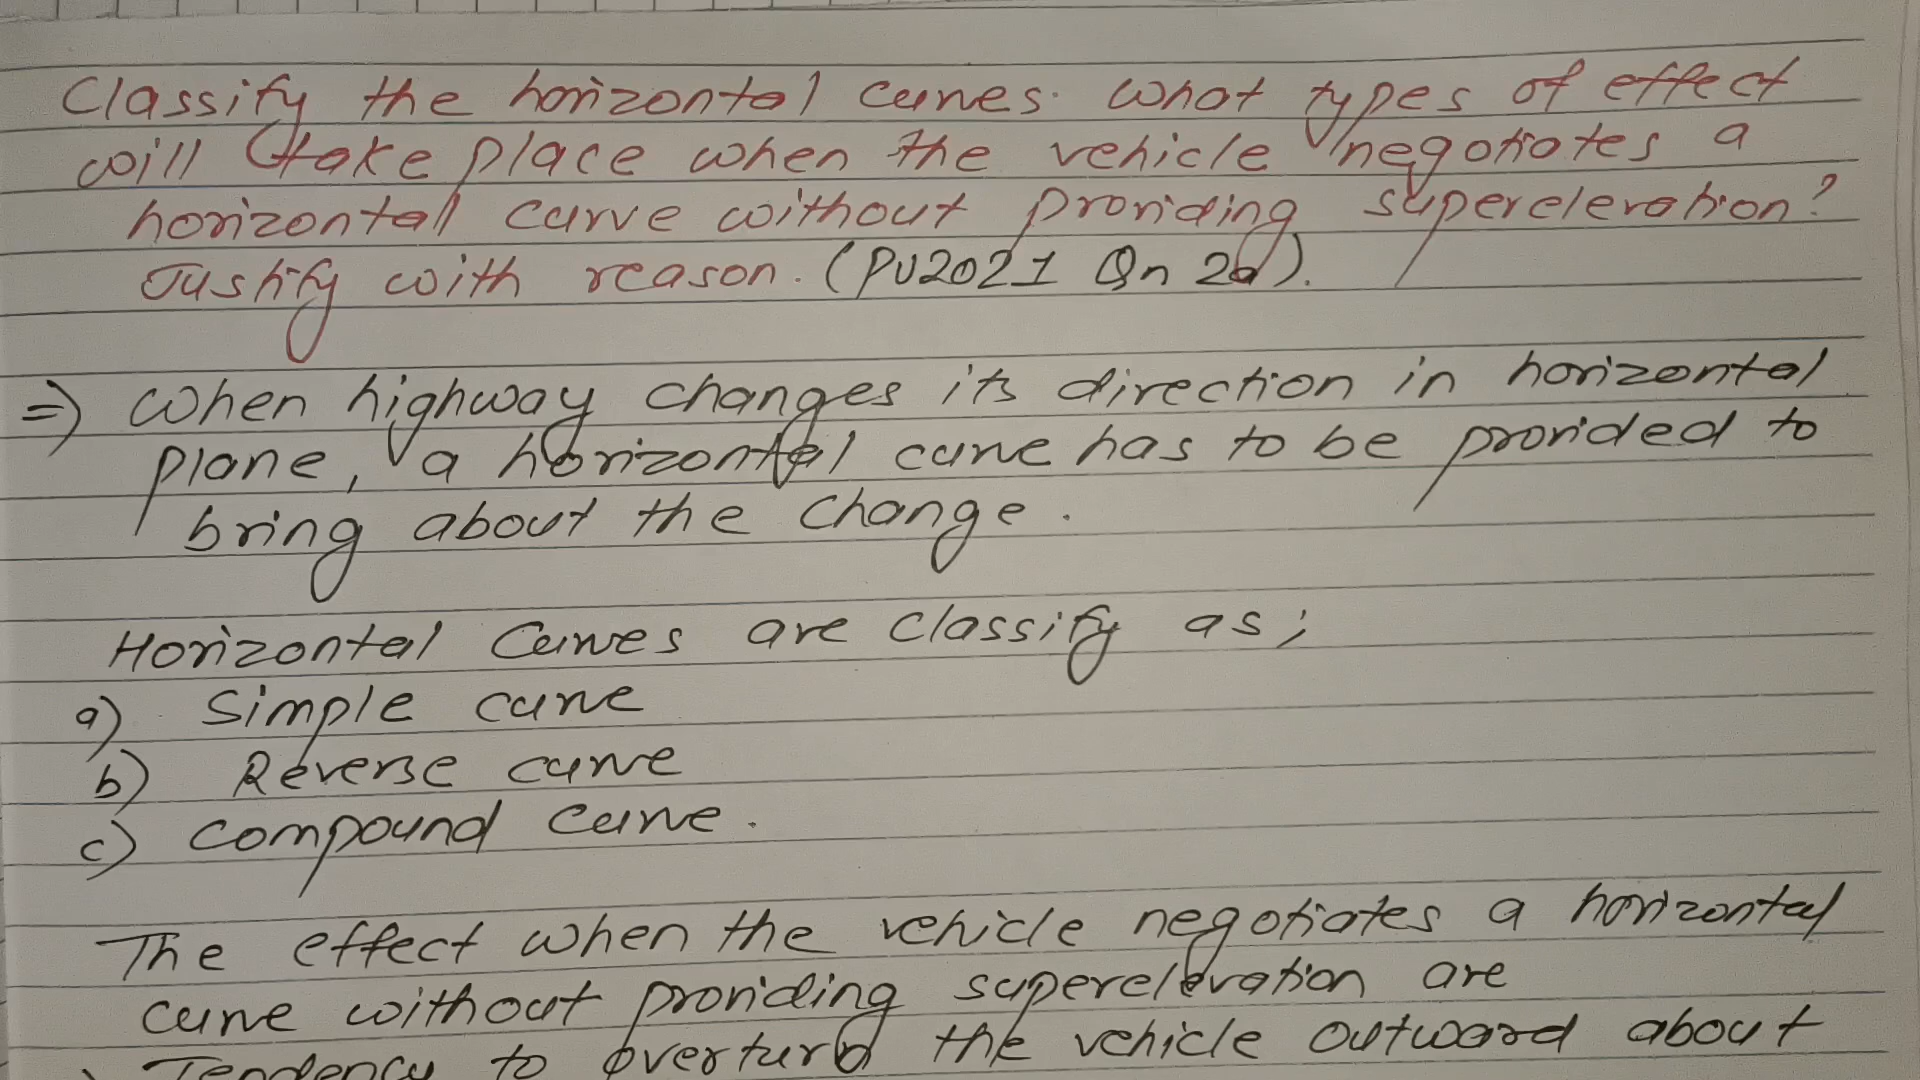 Classify the horizontal curves. What types of effect
will take place when the vehicle negotiates a
horizontal curve without providing superelevation?
Justify with reason. (PU2021 Qn 2a).
=) When highway changes its direction in horizontal
plane, a horizontal curve has to be provided to
bring about the change.
Horizontal Curves are classify as;
a) Simple curve
b) Reverse curve
c) Compound Curve.
The effect when the vehicle negotiates a horizontal
curve without providing superelevation are
Tendency to overturn the vehicle outward about